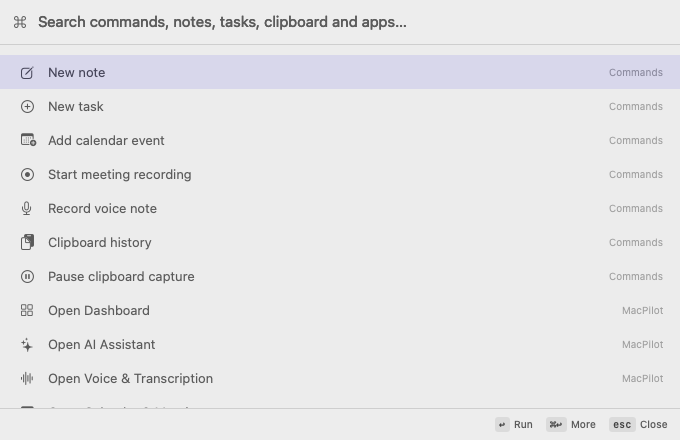 ⌘ Search commands, notes, tasks, clipboard and apps...
New note Commands
New task Commands
Add calendar event Commands
Start meeting recording Commands
Record voice note Commands
Clipboard history Commands
Pause clipboard capture Commands
Open Dashboard MacPilot
Open AI Assistant MacPilot
Open Voice & Transcription MacPilot
↩ Run ⌘↩ More esc Close